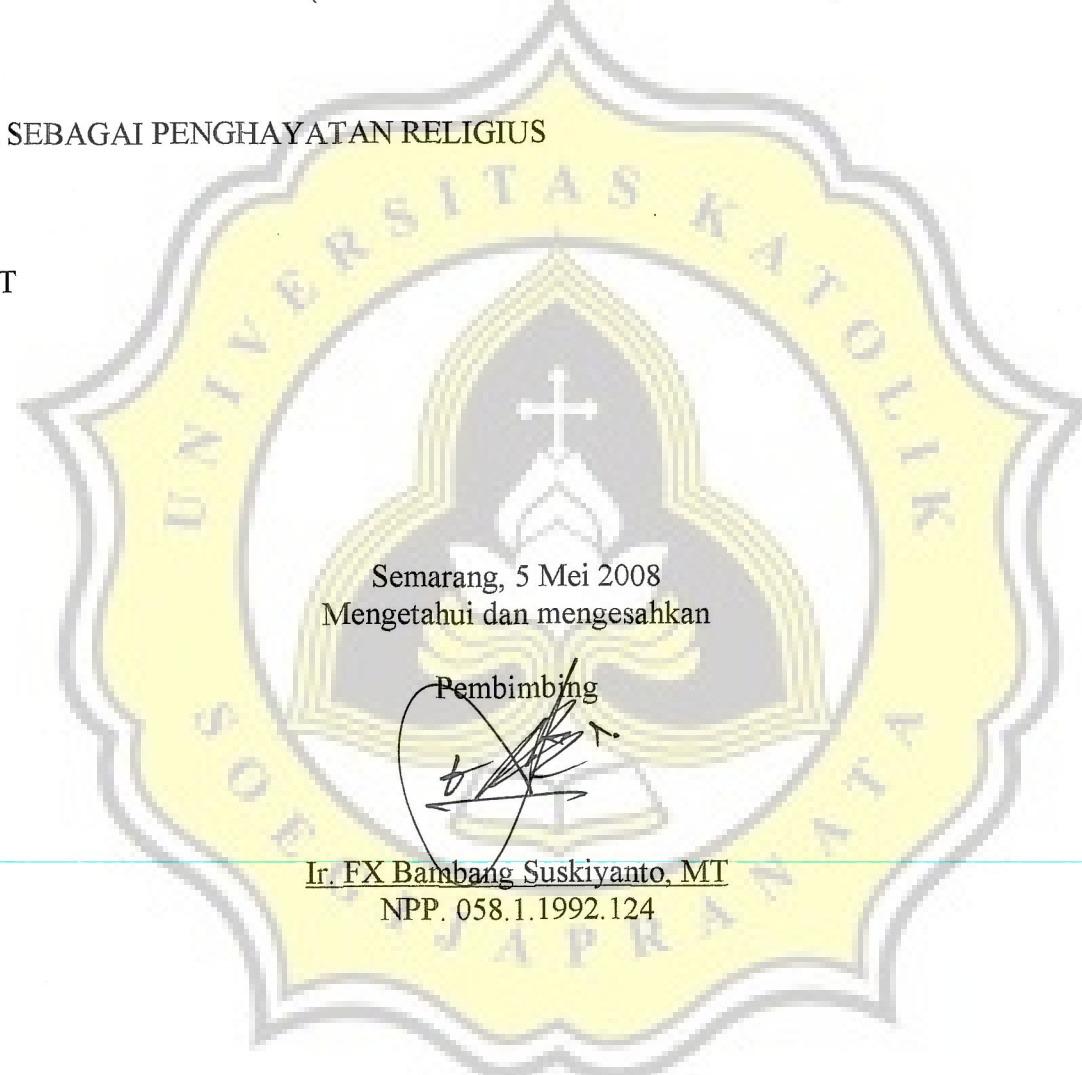 SEBAGAI PENGHAYATAN RELIGIUS
T
UNIVERSITAS KATOLIK
Semarang, 5 Mei 2008
Mengetahui dan mengesahkan
Pembimbing
Ir. FX Bambang Suskiyanto, MT
NPP. 058.1.1992.124
SOEGIJAPRANATA